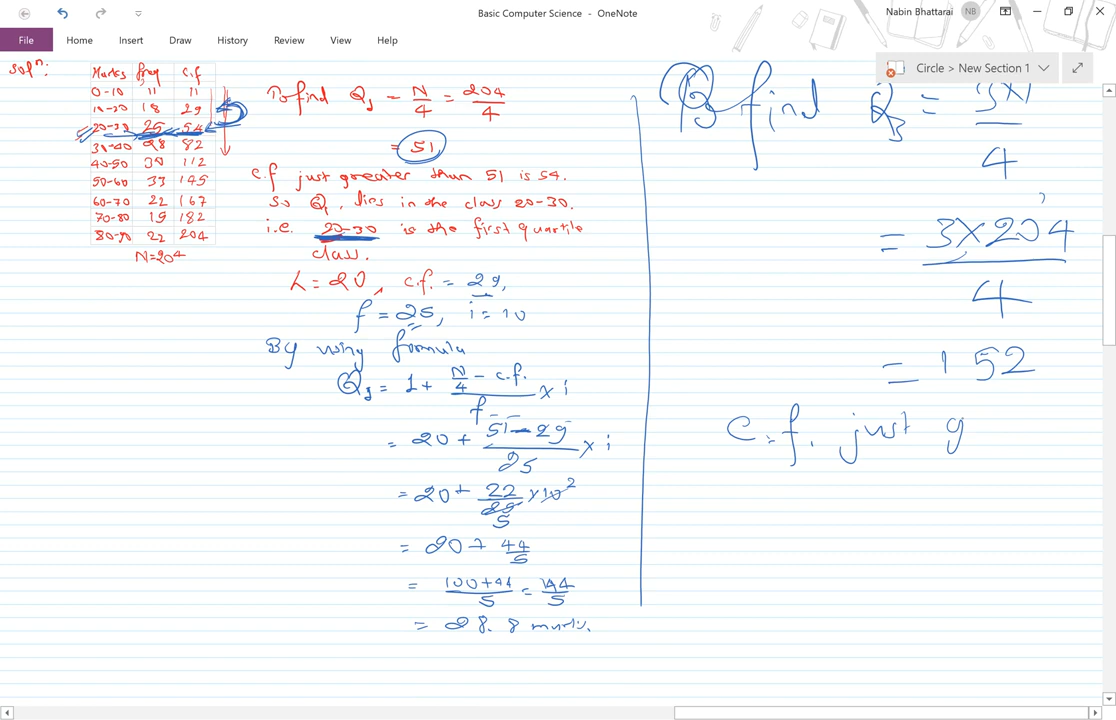 Basic Computer Science - OneNote
Nabin Bhattarai NB
File Home Insert Draw History Review View Help
Circle > New Section 1
Solⁿ:
Marks freq c.f
0-10 11 11
10-20 18 29
20-30 25 54
30-40 28 82
40-50 30 112
50-60 33 145
60-70 22 167
70-80 15 182
80-90 22 204
N=204
To find Q₁ = N/4 = 204/4
= 51
c.f just greater than 51 is 54.
So Q₁, lies in the class 20-30.
i.e. 20-30 is the first quartile
class.
L = 20, c.f. = 29,
f = 25, i = 10
By using formula
Q₁ = L + (N/4 - c.f.)/f × i
= 20 + (51-29)/25 × i
= 20 + 22/25 × 10 2
5
= 20 + 44/5
= (100+44)/5 = 144/5
= 28.8 marks.
find Q₃ = 3×N/4
= 3×204/4
= 152
c.f. just g